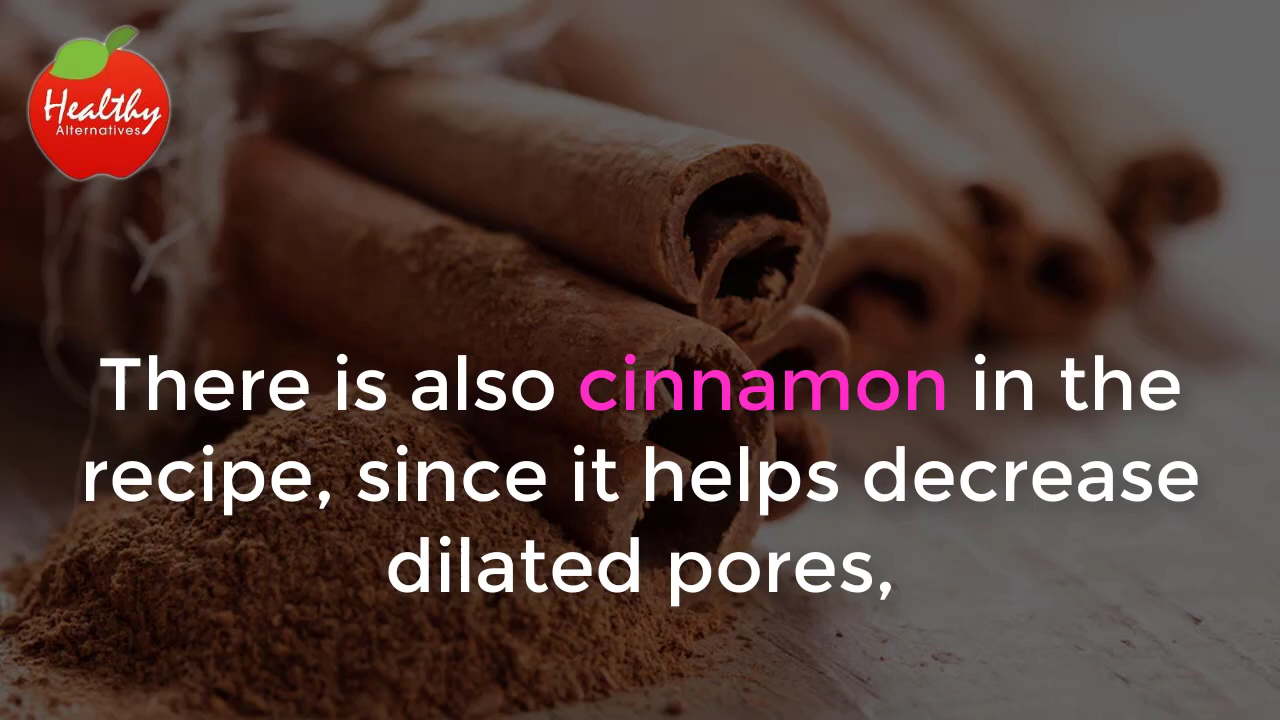 Healthy
Alternatives
There is also cinnamon in the
recipe, since it helps decrease
dilated pores,